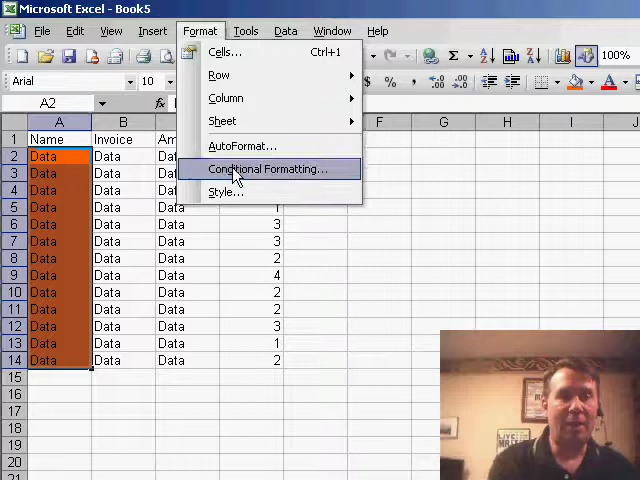 Microsoft Excel - Book5
File Edit View Insert Format Tools Data Window Help
Arial 10 $ % , 100%
A2 fx
Cells... Ctrl+1
Row
Column
Sheet
AutoFormat...
Conditional Formatting...
Style...
A B F G H I J
1 Name Invoice Am
2 Data Data
3 Data Data
4 Data Data
5 Data Data Data 1
6 Data Data Data 3
7 Data Data Data 3
8 Data Data Data 2
9 Data Data Data 4
10 Data Data Data 2
11 Data Data Data 2
12 Data Data Data 3
13 Data Data Data 1
14 Data Data Data 2
15
16
17
18
19
20
21
LIVE